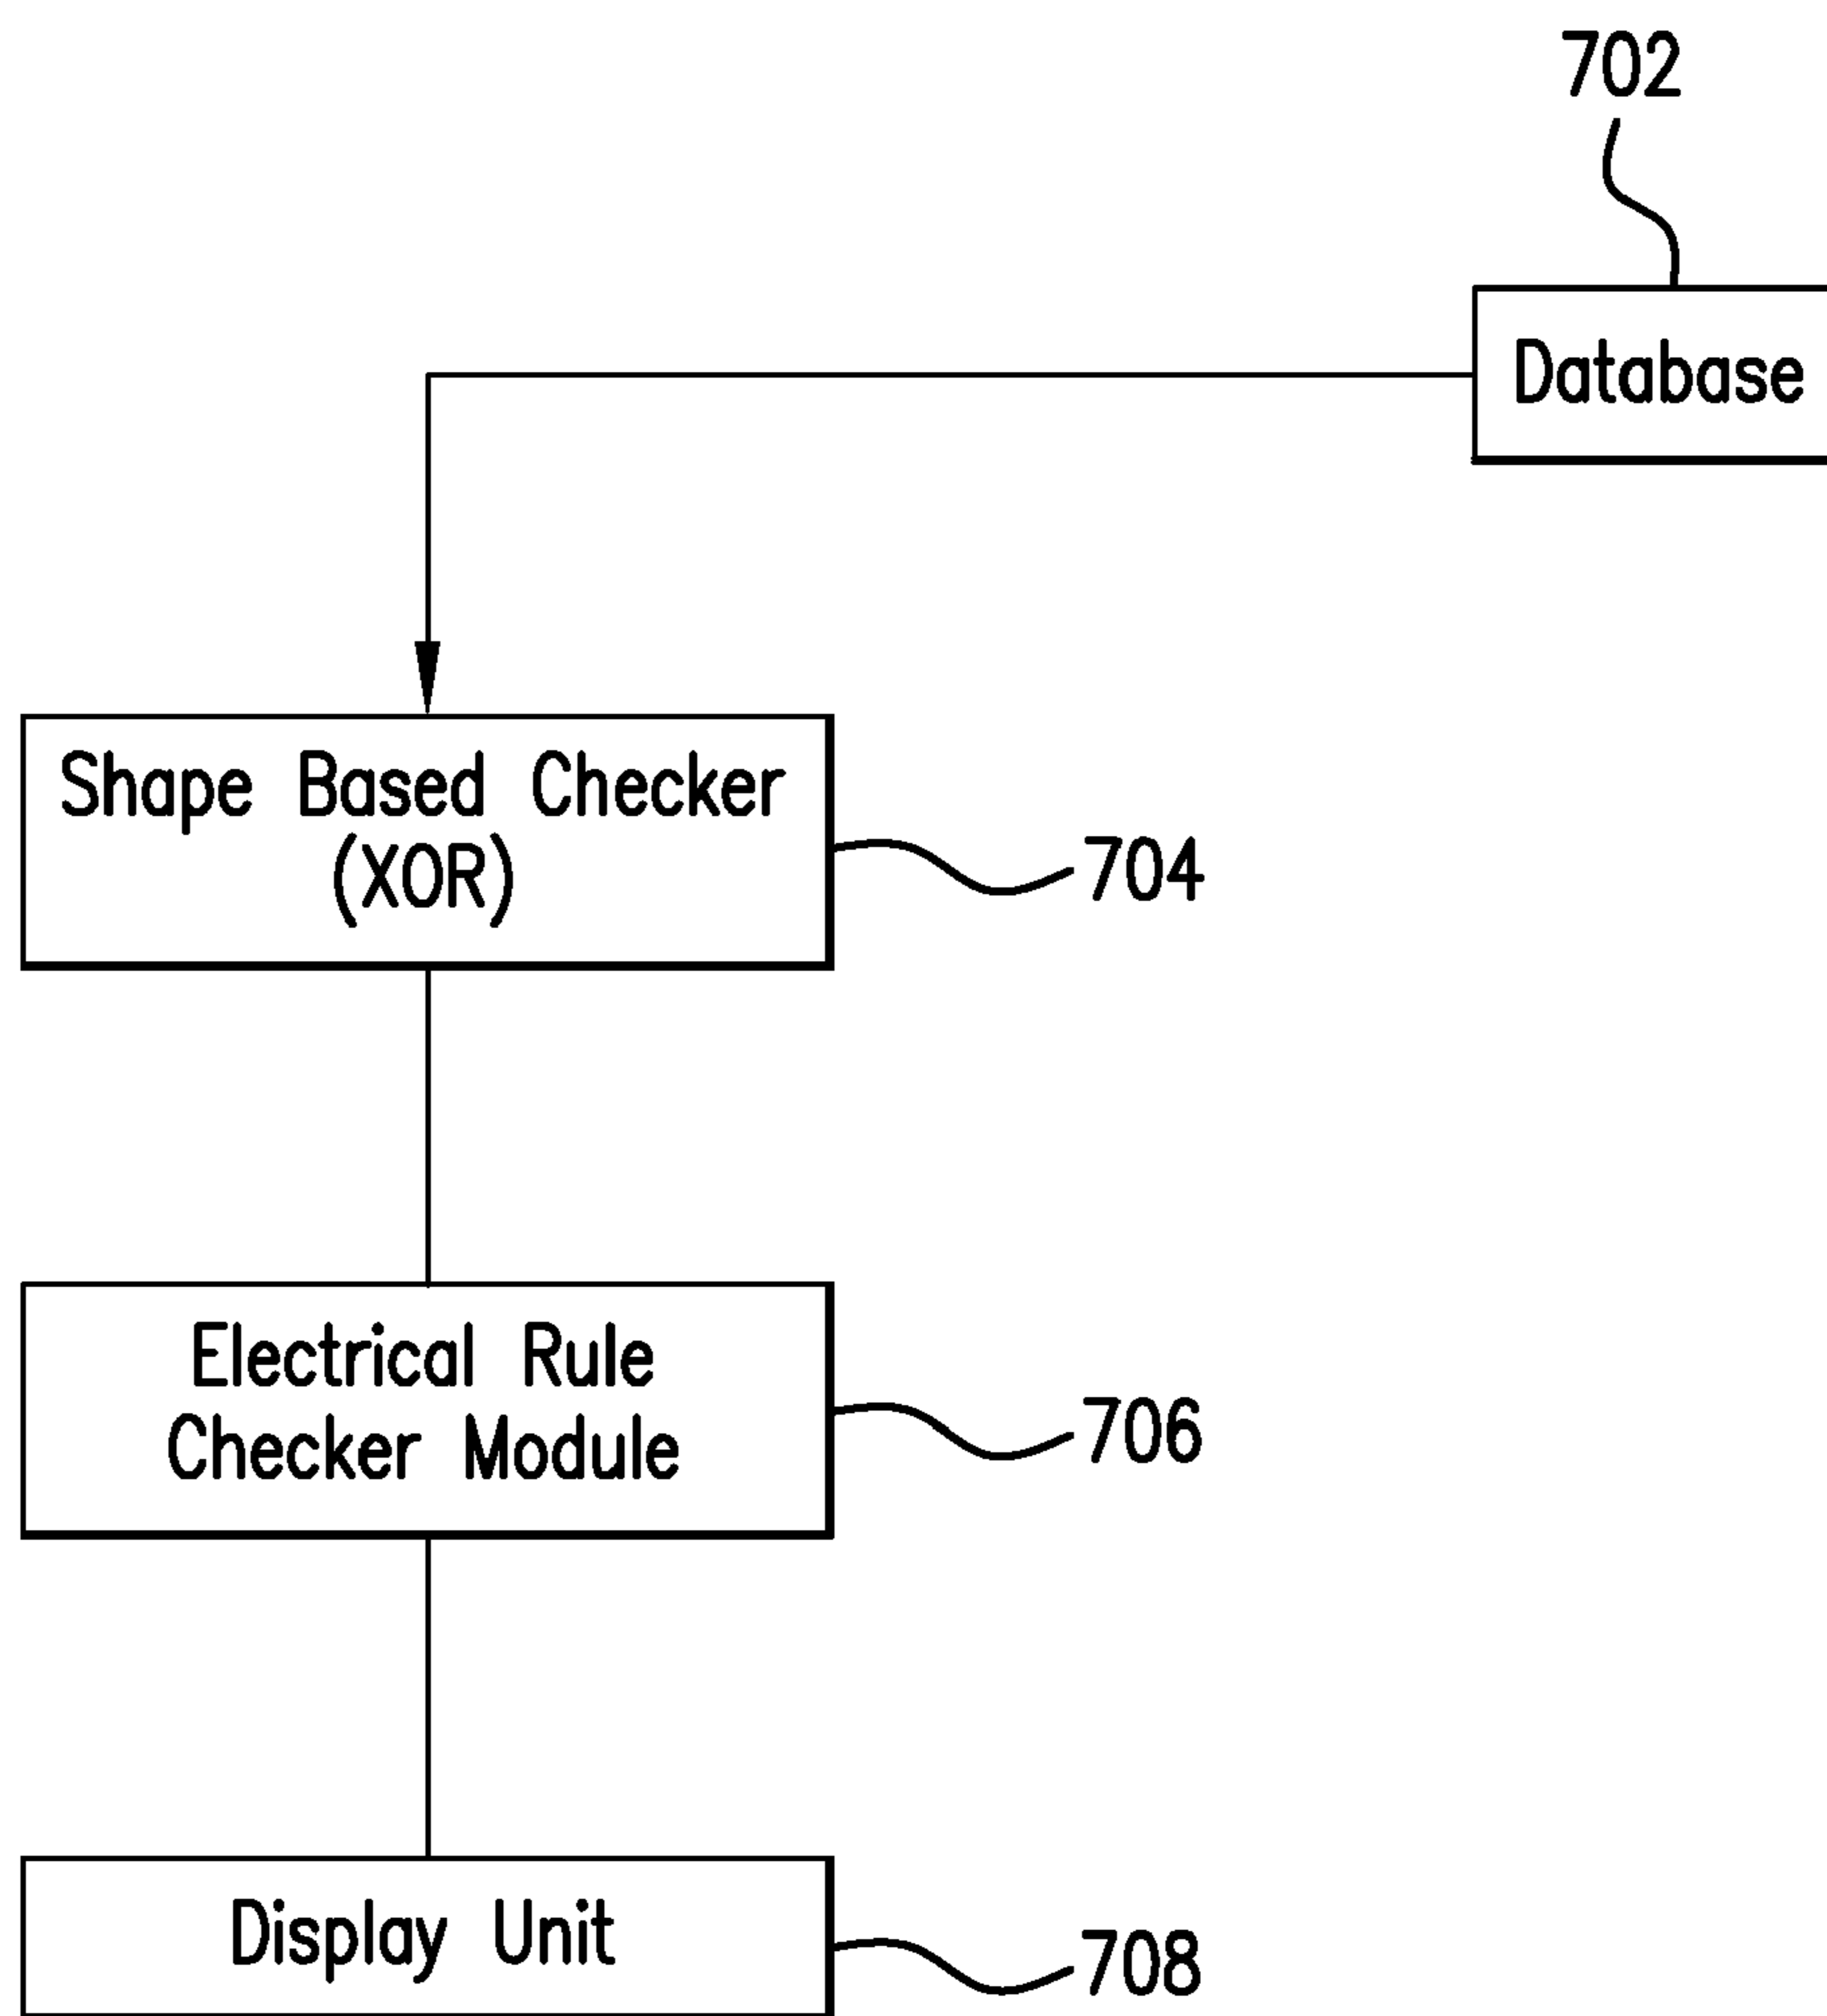 702
Database
Shape Based Checker
(XOR)
704
Electrical Rule
Checker Module
706
Display Unit
708